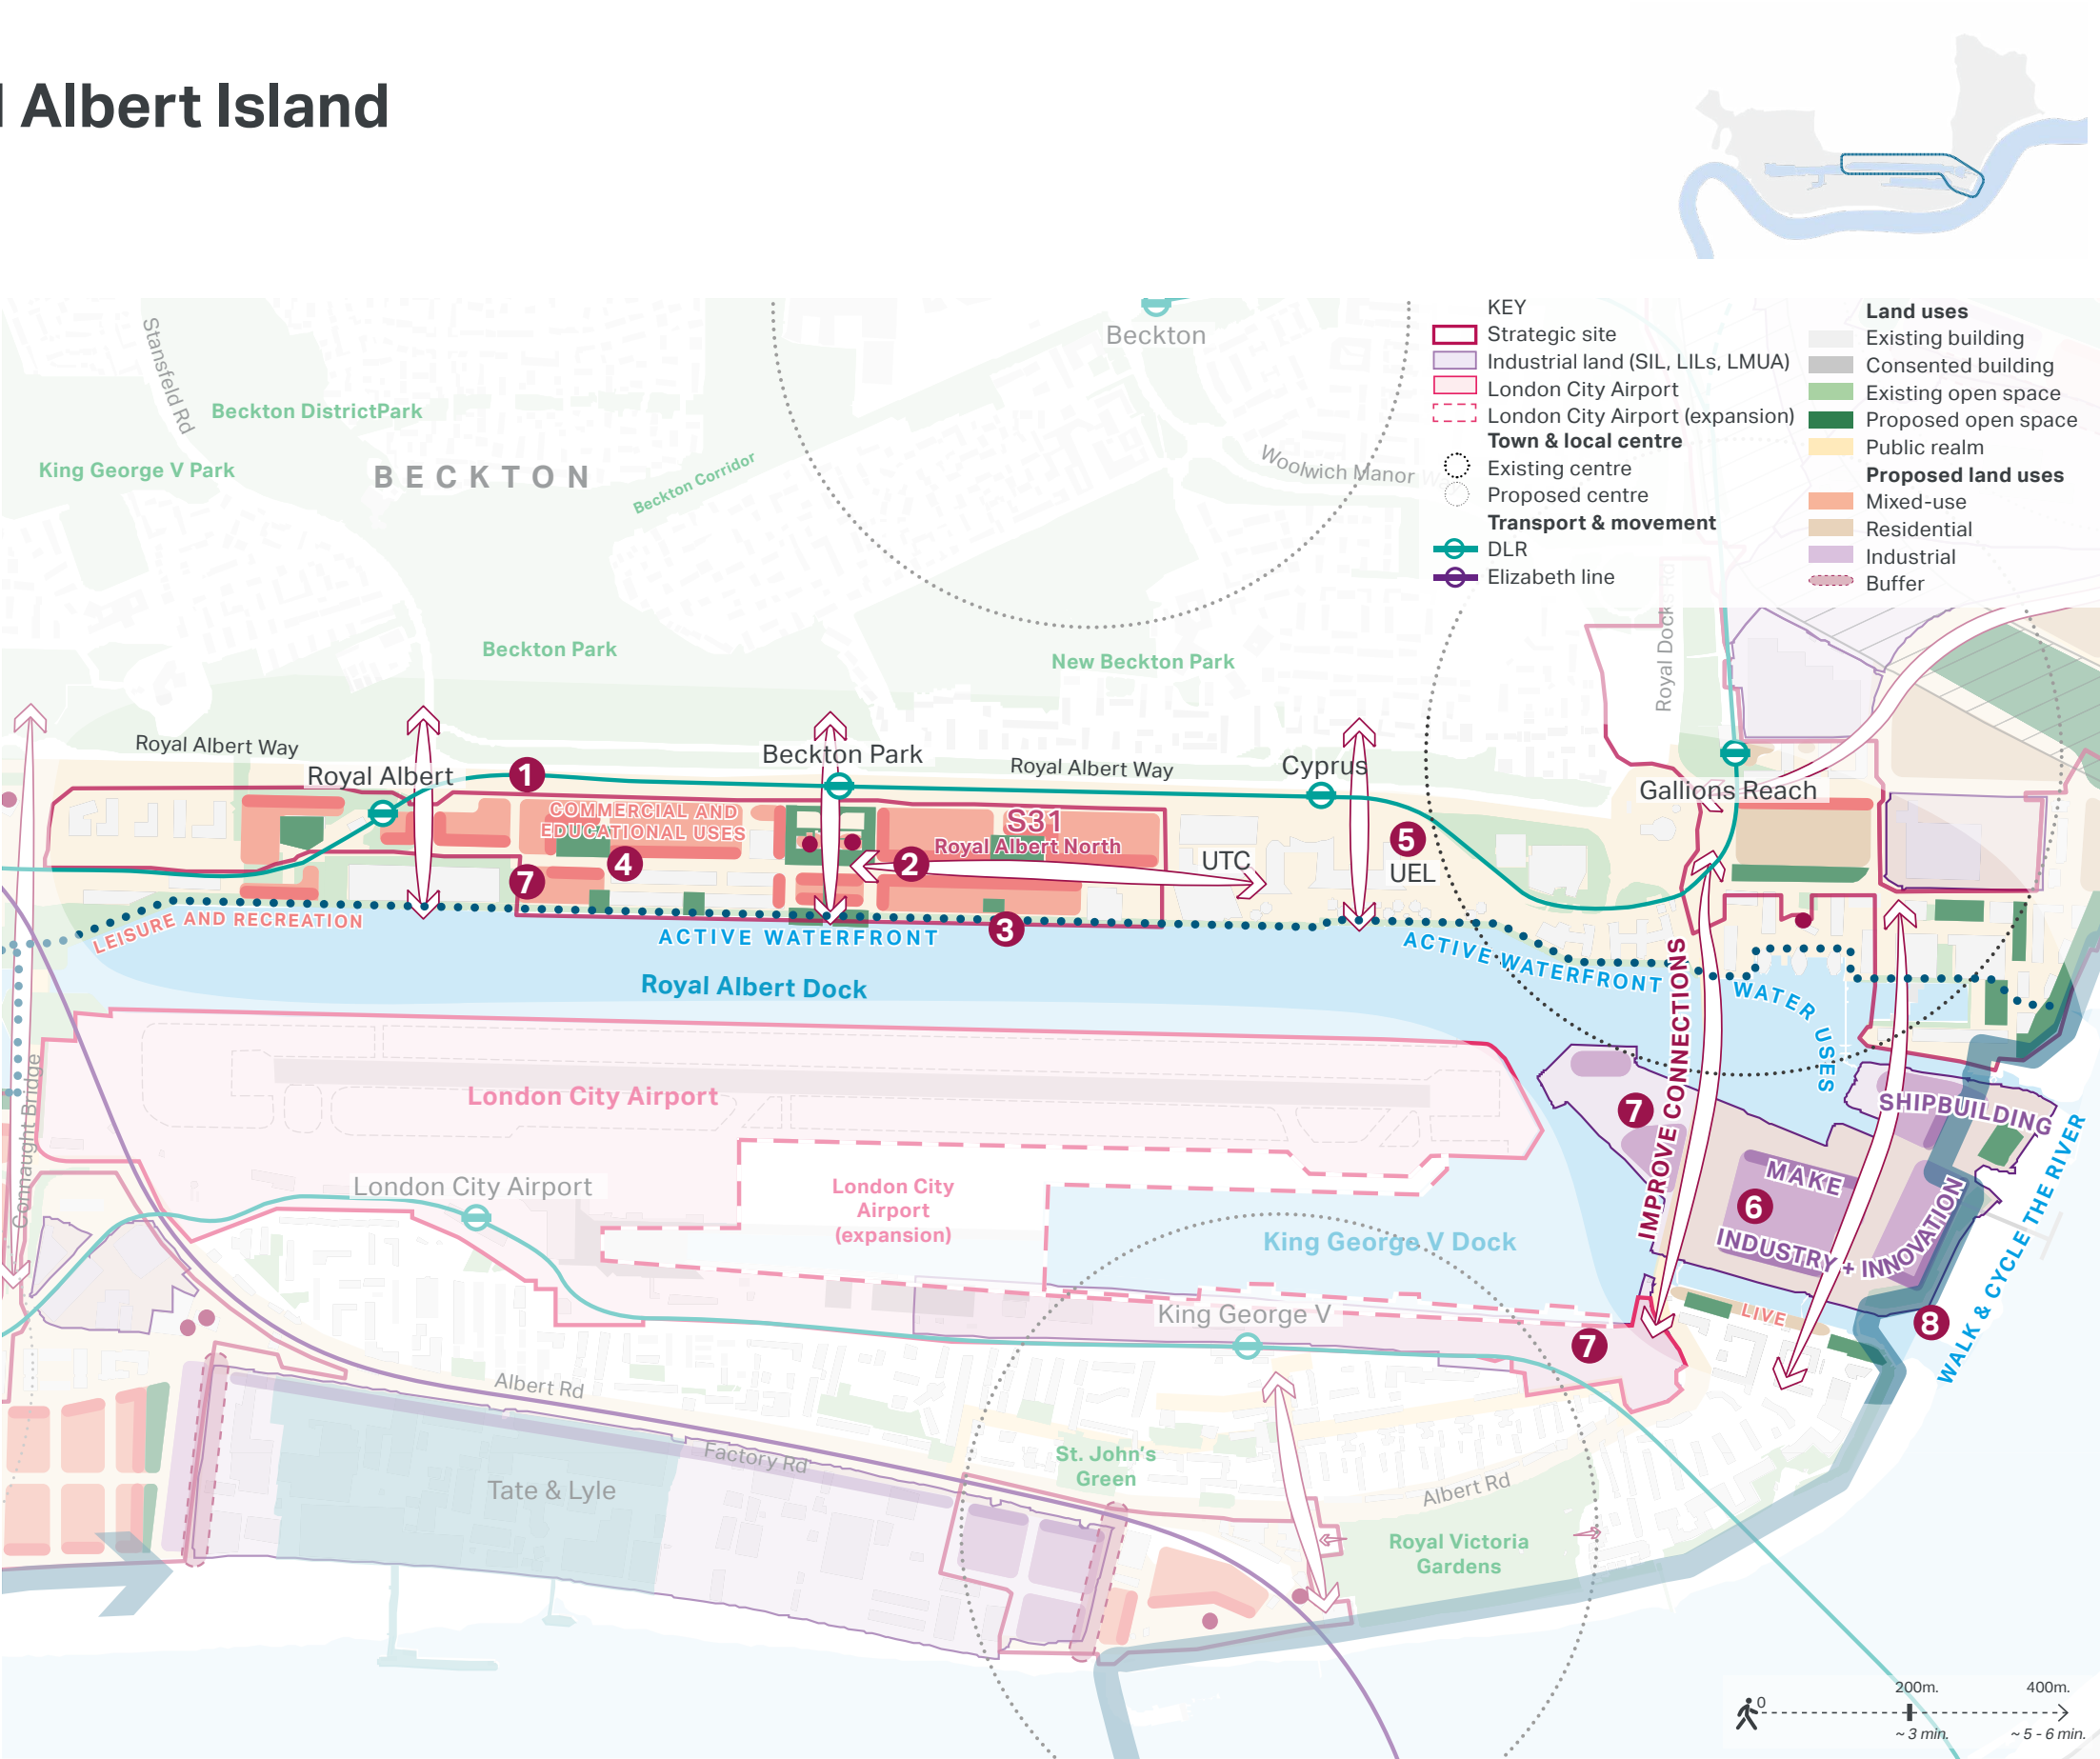 Albert Island
KEY
Strategic site
Industrial land (SIL, LILs, LMUA)
London City Airport
London City Airport (expansion)
Town & local centre
Existing centre
Proposed centre
Transport & movement
DLR
Elizabeth line
Land uses
Existing building
Consented building
Existing open space
Proposed open space
Public realm
Proposed land uses
Mixed-use
Residential
Industrial
Buffer
Beckton
Stansfeld Rd
Beckton DistrictPark
King George V Park
BECKTON
Beckton Corridor
Woolwich Manor
Beckton Park
New Beckton Park
Royal Docks Rd
Royal Albert Way
Royal Albert
1
Beckton Park
Royal Albert Way
Cyprus
Gallions Reach
COMMERCIAL AND
EDUCATIONAL USES
S31
Royal Albert North
4
7
2
UTC
5
UEL
3
LEISURE AND RECREATION
ACTIVE WATERFRONT
ACTIVE WATERFRONT
WATER USES
Royal Albert Dock
IMPROVE CONNECTIONS
Connaught Bridge
London City Airport
7
SHIPBUILDING
MAKE
6
INDUSTRY + INNOVATION
London City Airport
London City
Airport
(expansion)
King George V Dock
King George V
7
LIVE
8
WALK & CYCLE THE RIVER
Albert Rd
Factory Rd
Tate & Lyle
St. John's
Green
Albert Rd
Royal Victoria
Gardens
0
200m.
400m.
~ 3 min.
~ 5 - 6 min.